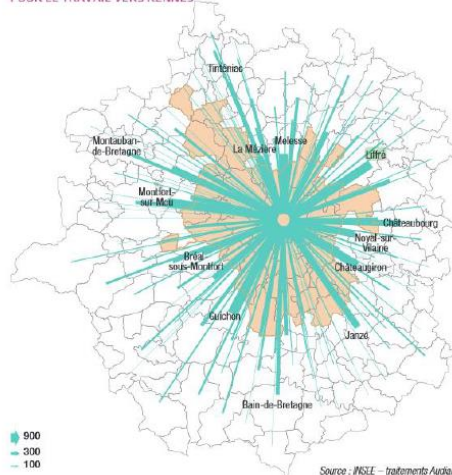 POUR LE TRAVAIL VERS RENNES
Tinténiac
Montauban-
de-Bretagne
La Mézière
Melesse
Liffré
Montfort-
sur-Meu
Châteaubourg
Noyal-sur-
Vilaine
Bréal-
sous-Montfort
Châteaugiron
Guichen
Janzé
Bain-de-Bretagne
900
300
100
Source : INSEE – traitements Audiar